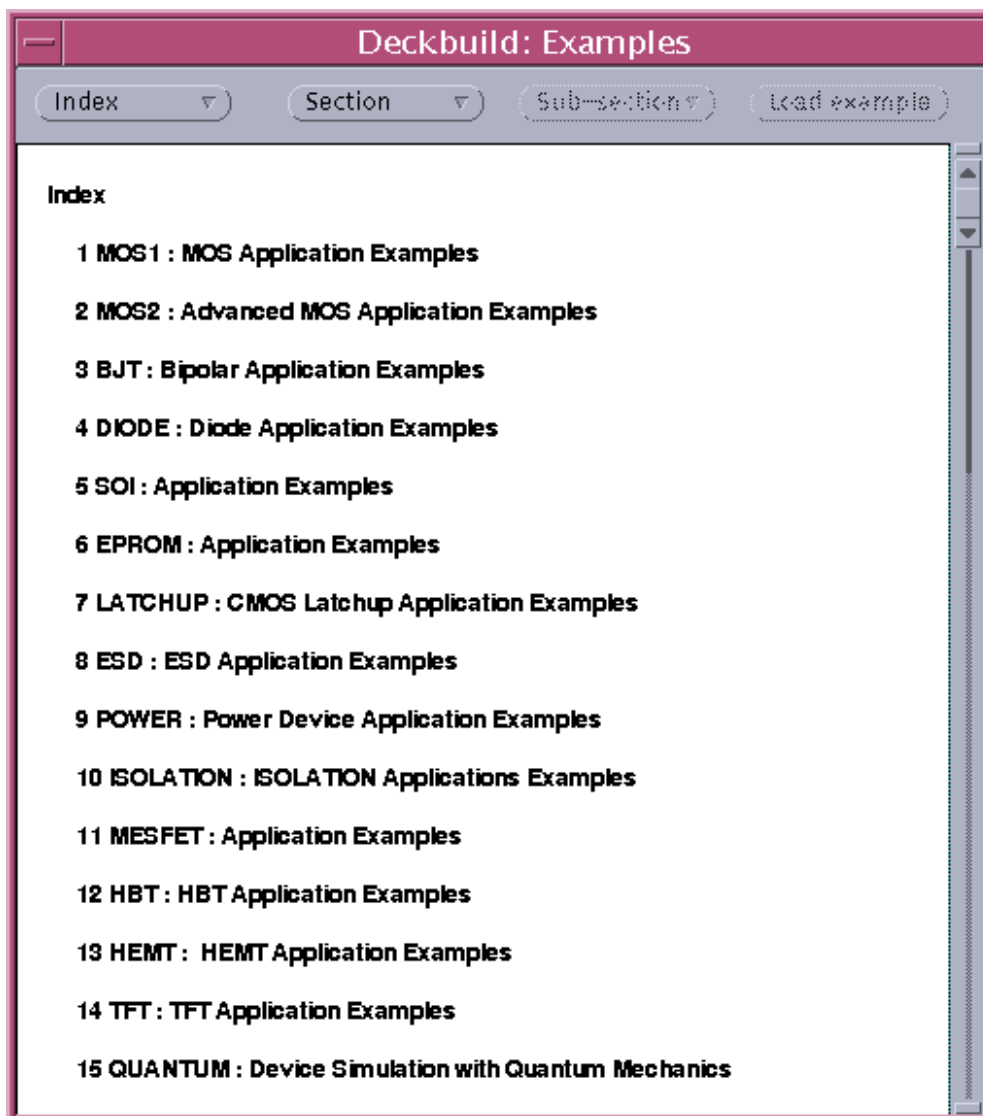 Deckbuild: Examples
Index Section Sub-section Load example
Index
1 MOS1 : MOS Application Examples
2 MOS2 : Advanced MOS Application Examples
3 BJT : Bipolar Application Examples
4 DIODE : Diode Application Examples
5 SOI : Application Examples
6 EPROM : Application Examples
7 LATCHUP : CMOS Latchup Application Examples
8 ESD : ESD Application Examples
9 POWER : Power Device Application Examples
10 ISOLATION : ISOLATION Applications Examples
11 MESFET : Application Examples
12 HBT : HBT Application Examples
13 HEMT :  HEMT Application Examples
14 TFT : TFT Application Examples
15 QUANTUM : Device Simulation with Quantum Mechanics